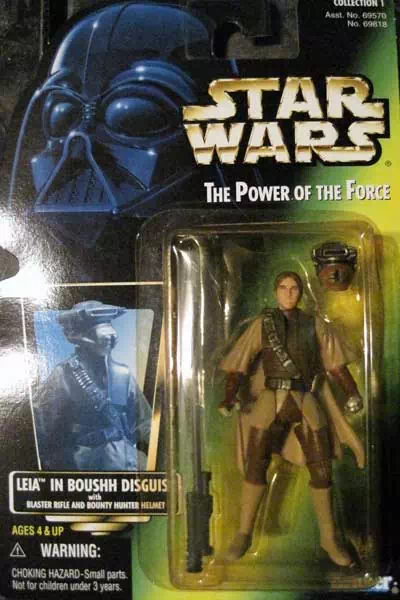 COLLECTION 1
Asst. No. 69570
No. 69818
STAR
WARS®
THE POWER OF THE FORCE
LEIA™ IN BOUSHH DISGUIS
with
BLASTER RIFLE AND BOUNTY HUNTER HELMET
AGES 4 & UP
WARNING:
CHOKING HAZARD-Small parts.
Not for children under 3 years.